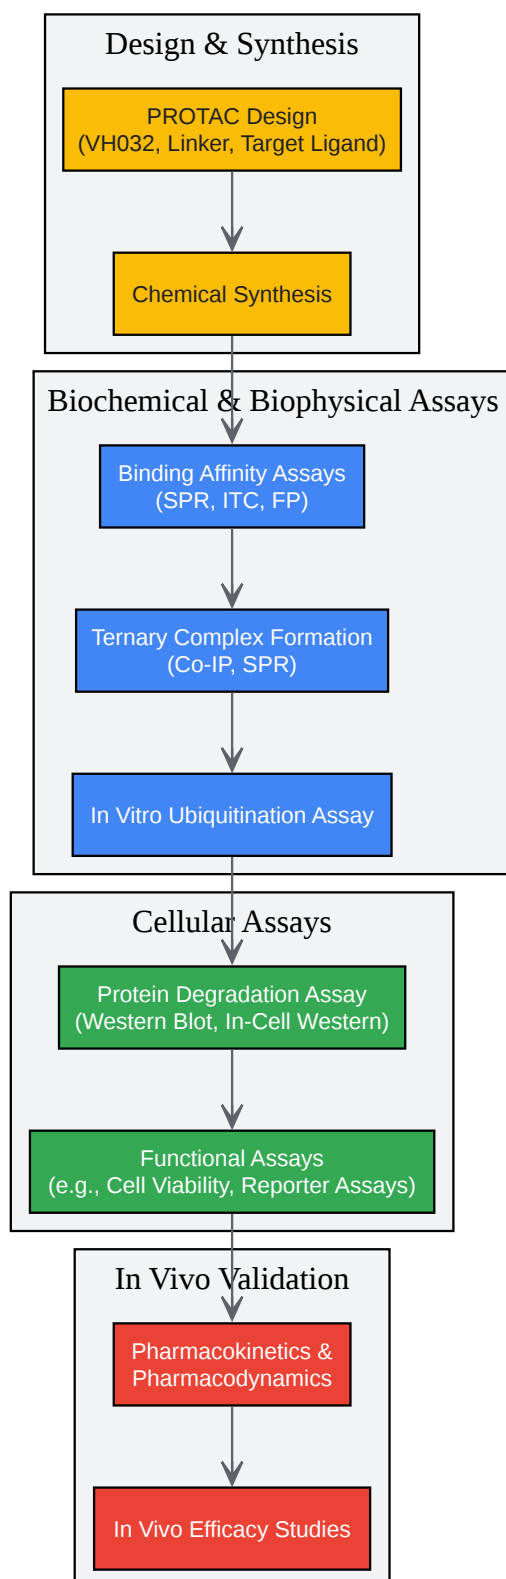 Design & Synthesis
PROTAC Design
(VH032, Linker, Target Ligand)
Chemical Synthesis
Biochemical & Biophysical Assays
Binding Affinity Assays
(SPR, ITC, FP)
Ternary Complex Formation
(Co-IP, SPR)
In Vitro Ubiquitination Assay
Cellular Assays
Protein Degradation Assay
(Western Blot, In-Cell Western)
Functional Assays
(e.g., Cell Viability, Reporter Assays)
In Vivo Validation
Pharmacokinetics &
Pharmacodynamics
In Vivo Efficacy Studies